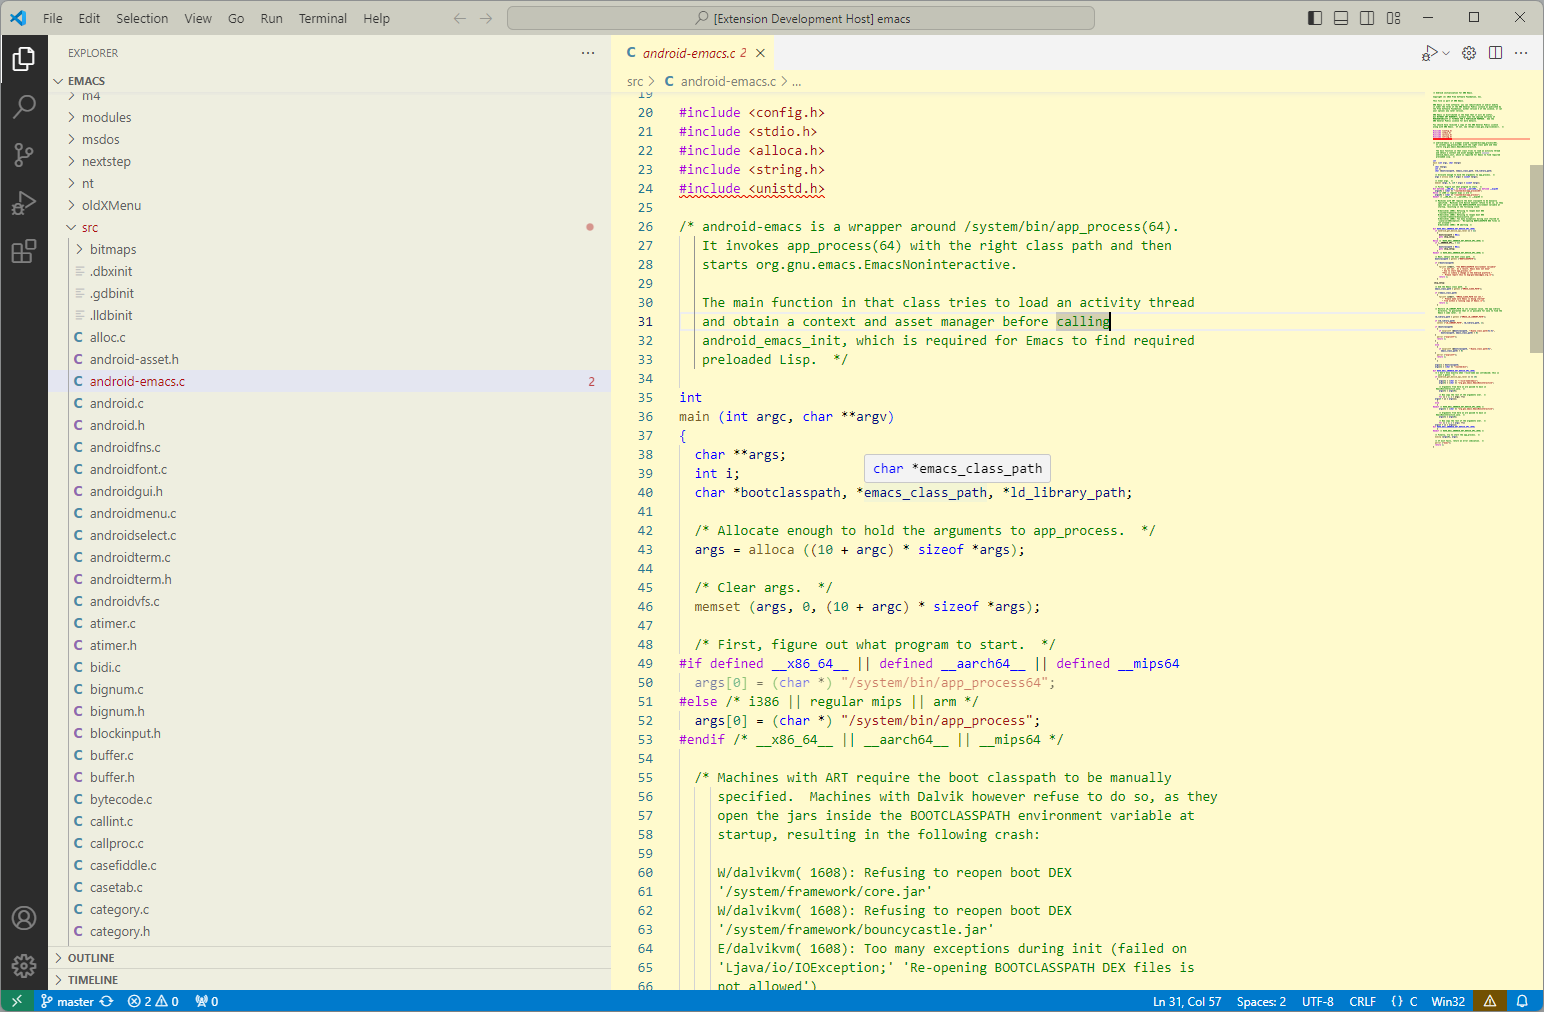 File Edit Selection View Go Run Terminal Help
[Extension Development Host] emacs
EXPLORER
EMACS
m4
modules
msdos
nextstep
nt
oldXMenu
src
bitmaps
.dbxinit
.gdbinit
.lldbinit
C alloc.c
C android-asset.h
C android-emacs.c 2
C android.c
C android.h
C androidfns.c
C androidfont.c
C androidgui.h
C androidmenu.c
C androidselect.c
C androidterm.c
C androidterm.h
C androidvfs.c
C atimer.c
C atimer.h
C bidi.c
C bignum.c
C bignum.h
C blockinput.h
C buffer.c
C buffer.h
C bytecode.c
C callint.c
C callproc.c
C casefiddle.c
C casetab.c
C category.c
C category.h
OUTLINE
TIMELINE
C android-emacs.c 2
src > C android-emacs.c > ...
19
20 #include <config.h>
21 #include <stdio.h>
22 #include <alloca.h>
23 #include <string.h>
24 #include <unistd.h>
25
26 /* android-emacs is a wrapper around /system/bin/app_process(64).
27 It invokes app_process(64) with the right class path and then
28 starts org.gnu.emacs.EmacsNoninteractive.
29
30 The main function in that class tries to load an activity thread
31 and obtain a context and asset manager before calling
32 android_emacs_init, which is required for Emacs to find required
33 preloaded Lisp.  */
34
35 int
36 main (int argc, char **argv)
37 {
38 char **args;
39 int i;
char *emacs_class_path
40 char *bootclasspath, *emacs_class_path, *ld_library_path;
41
42 /* Allocate enough to hold the arguments to app_process.  */
43 args = alloca ((10 + argc) * sizeof *args);
44
45 /* Clear args.  */
46 memset (args, 0, (10 + argc) * sizeof *args);
47
48 /* First, figure out what program to start.  */
49 #if defined __x86_64__ || defined __aarch64__ || defined __mips64
50 args[0] = (char *) "/system/bin/app_process64";
51 #else /* i386 || regular mips || arm */
52 args[0] = (char *) "/system/bin/app_process";
53 #endif /* __x86_64__ || __aarch64__ || __mips64 */
54
55 /* Machines with ART require the boot classpath to be manually
56 specified.  Machines with Dalvik however refuse to do so, as they
57 open the jars inside the BOOTCLASSPATH environment variable at
58 startup, resulting in the following crash:
59
60 W/dalvikvm( 1608): Refusing to reopen boot DEX
61 '/system/framework/core.jar'
62 W/dalvikvm( 1608): Refusing to reopen boot DEX
63 '/system/framework/bouncycastle.jar'
64 E/dalvikvm( 1608): Too many exceptions during init (failed on
65 'Ljava/io/IOException;' 'Re-opening BOOTCLASSPATH DEX files is
66 not allowed')
master 2 0 0 Ln 31, Col 57 Spaces: 2 UTF-8 CRLF {} C Win32